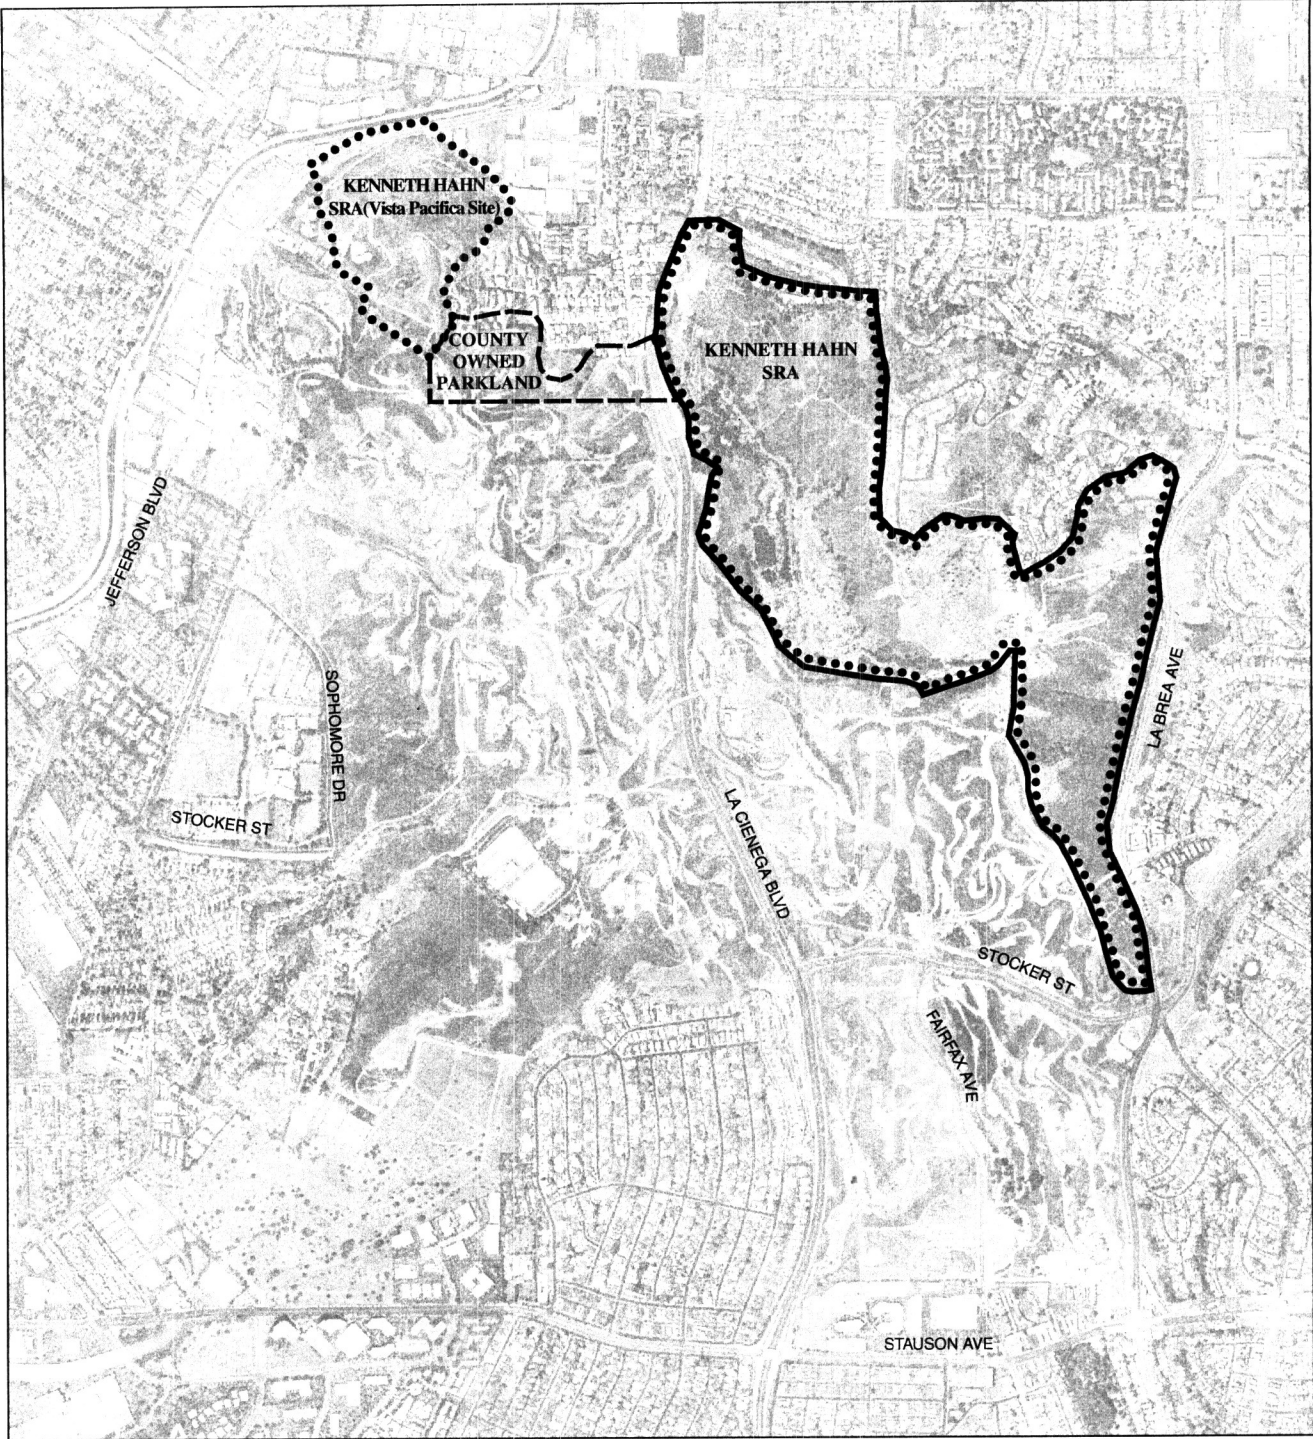 KENNETH HAHN
SRA(Vista Pacifica Site)
COUNTY
OWNED
PARKLAND
KENNETH HAHN
SRA
JEFFERSON BLVD
SOPHOMORE DR
STOCKER ST
LA BREA AVE
LA CIENEGA BLVD
STOCKER ST
FAIRFAX AVE
STAUSON AVE